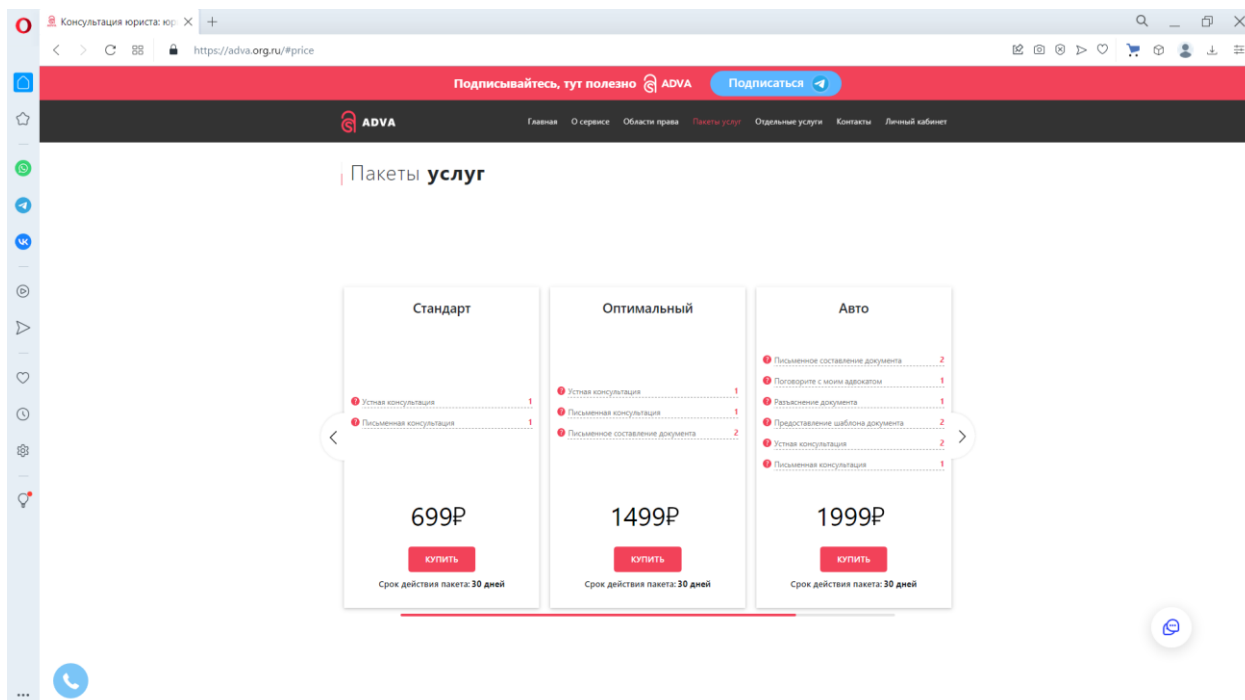 Консультация юриста: юр
https://adva.org.ru/#price
Подписывайтесь, тут полезно ADVA Подписаться
ADVA Главная О сервисе Области права Пакеты услуг Отдельные услуги Контакты Личный кабинет
Пакеты услуг
Стандарт
Устная консультация 1
Письменная консультация 1
699₽
КУПИТЬ
Срок действия пакета: 30 дней
Оптимальный
Устная консультация 1
Письменная консультация 1
Письменное составление документа 2
1499₽
КУПИТЬ
Срок действия пакета: 30 дней
Авто
Письменное составление документа 2
Поговорите с моим адвокатом 1
Разъяснение документа 1
Предоставление шаблона документа 2
Устная консультация 2
Письменная консультация 1
1999₽
КУПИТЬ
Срок действия пакета: 30 дней